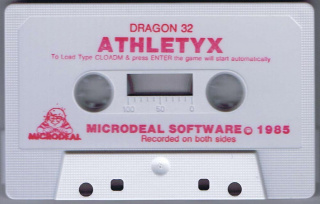 DRAGON 32
ATHLETYX
To Load Type CLOADM & press ENTER the game will start automatically
100 50 0
MICRODEAL
MICRODEAL SOFTWARE © 1985
Recorded on both sides